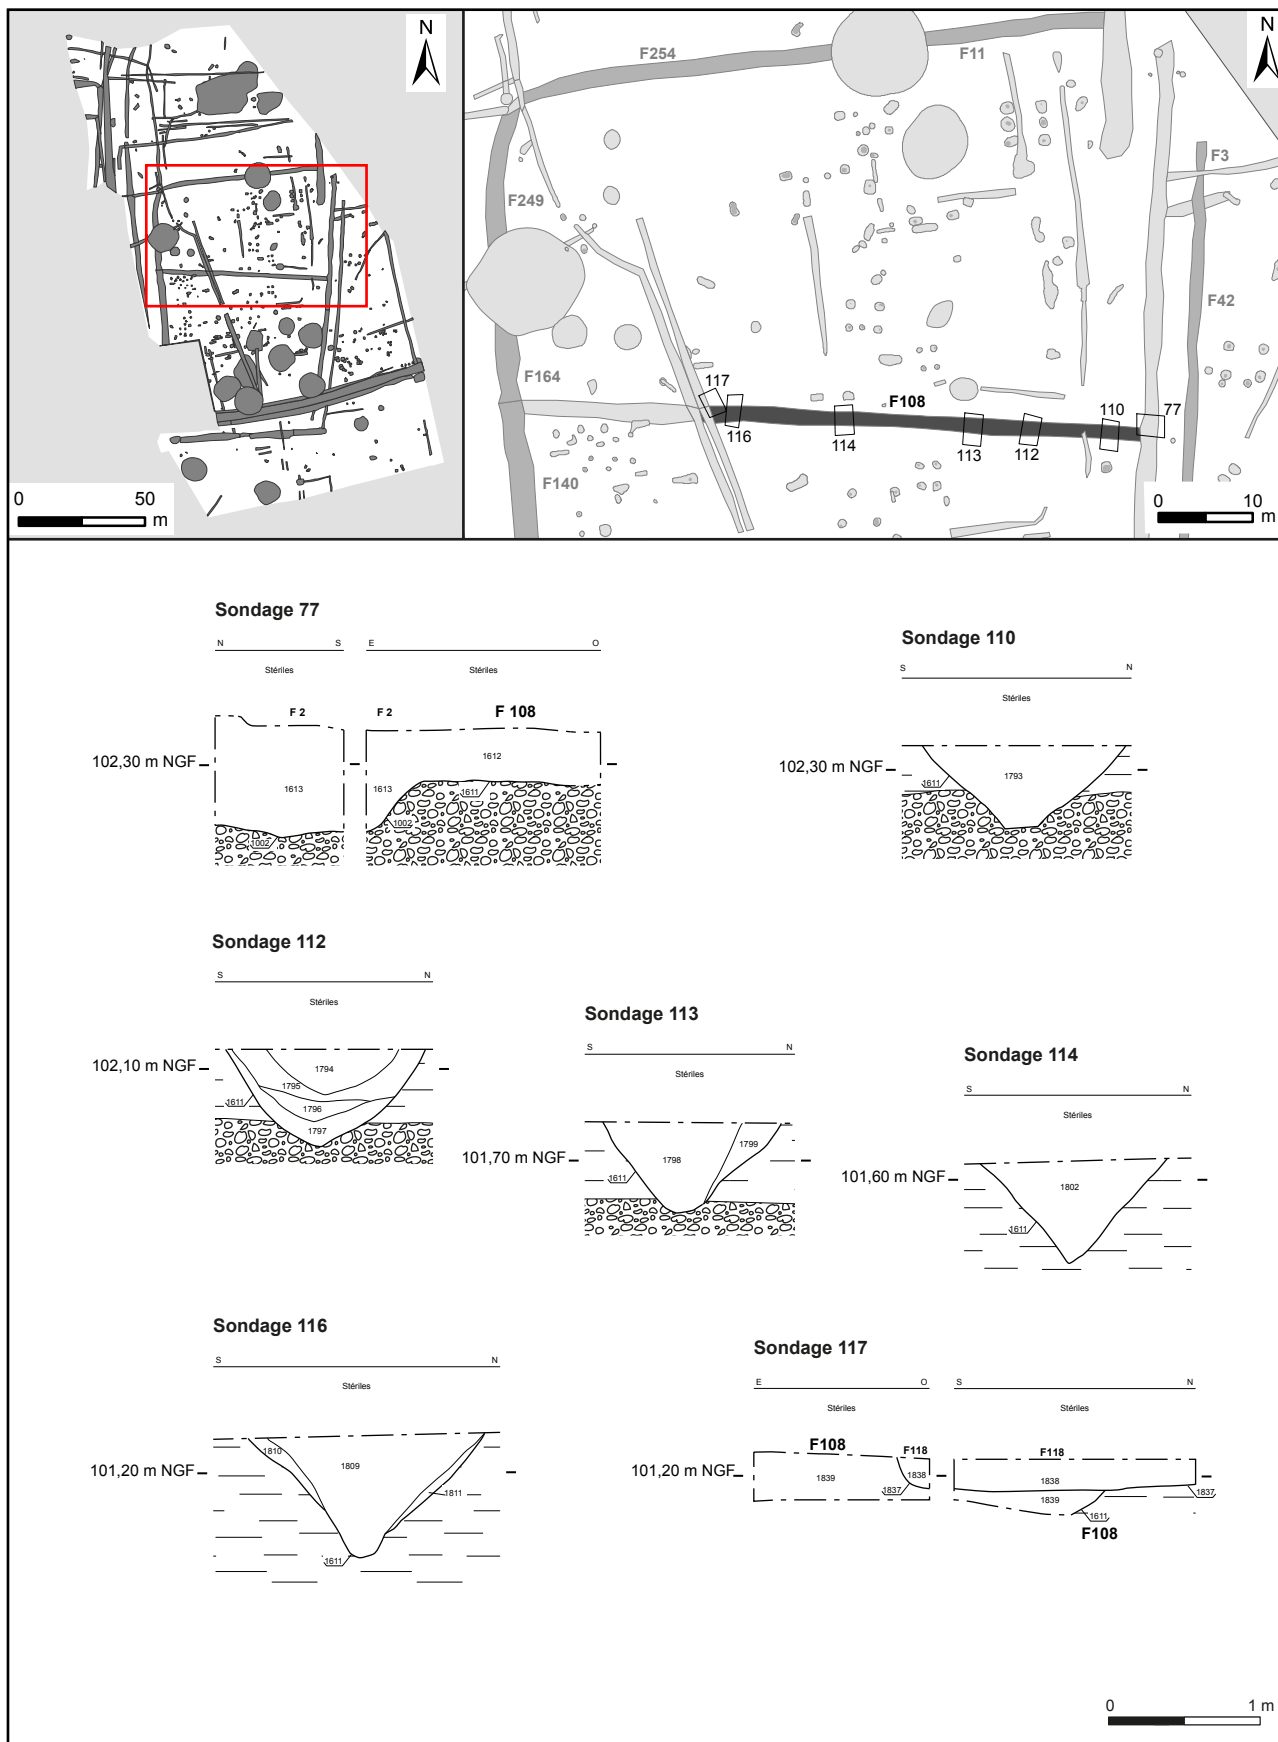 N
0 50
m
N
F254
F11
F3
F249
F42
F164
117
F108
110 77
116
114
113
112
F140
0 10
m
Sondage 77
N S E O
Stériles Stériles
F 2 F 2 F 108
102,30 m NGF
1612
1613 1613 1611
1002 1002
Sondage 110
S N
Stériles
102,30 m NGF
1611 1793
Sondage 112
S N
Stériles
102,10 m NGF
1794
1795
1611 1796
1797
Sondage 113
S N
Stériles
101,70 m NGF
1799
1798
1611
Sondage 114
S N
Stériles
101,60 m NGF
1802
1611
Sondage 116
S N
Stériles
101,20 m NGF
1810
1809
1811
1611
Sondage 117
E O S N
Stériles Stériles
F108 F118 F118
101,20 m NGF
1839 1838 1838
1837 1839 1837
1611
F108
0 1 m